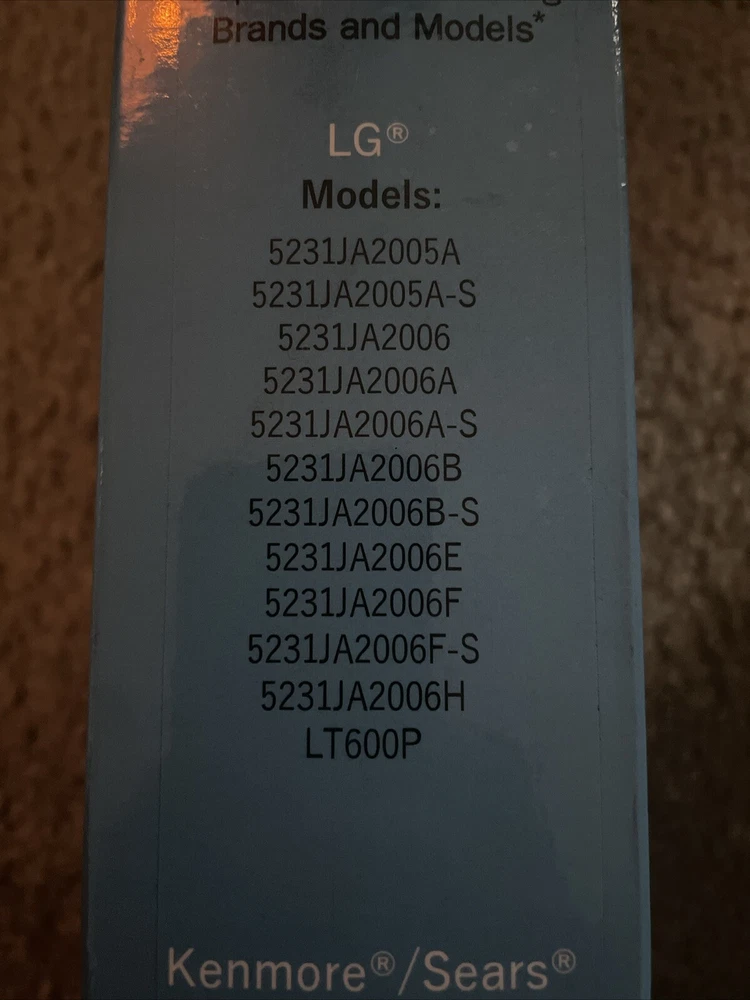 Brands and Models*
LG®
Models:
5231JA2005A
5231JA2005A-S
5231JA2006
5231JA2006A
5231JA2006A-S
5231JA2006B
5231JA2006B-S
5231JA2006E
5231JA2006F
5231JA2006F-S
5231JA2006H
LT600P
Kenmore®/Sears®